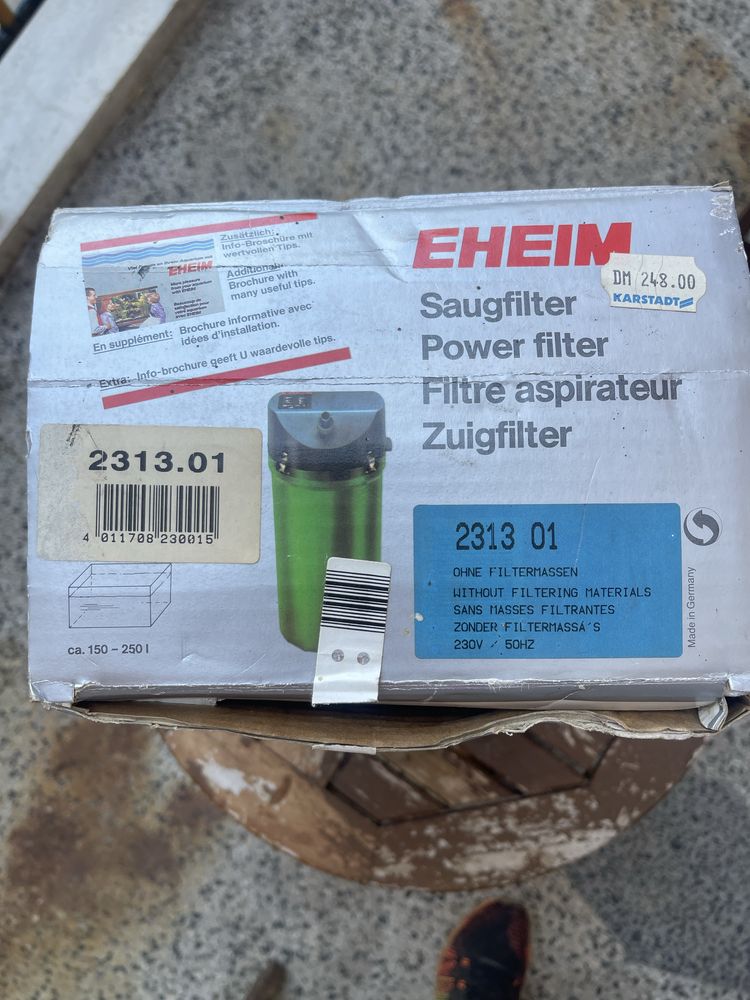 Zusätzlich:
Info-Broschüre mit
wertvollen Tips.
EHEIM
Additional:
Brochure with
many useful tips.
En supplément: Brochure informative avec
idées d'installation.
Extra: Info-brochure geeft U waardevolle tips.
EHEIM
DM 248.00
KARSTADT
Saugfilter
Power filter
Filtre aspirateur
Zuigfilter
2313.01
4 011708 230015
ca. 150 – 250 l
2313 01
OHNE FILTERMASSEN
WITHOUT FILTERING MATERIALS
SANS MASSES FILTRANTES
ZONDER FILTERMASSA´S
230V / 50HZ
Made in Germany